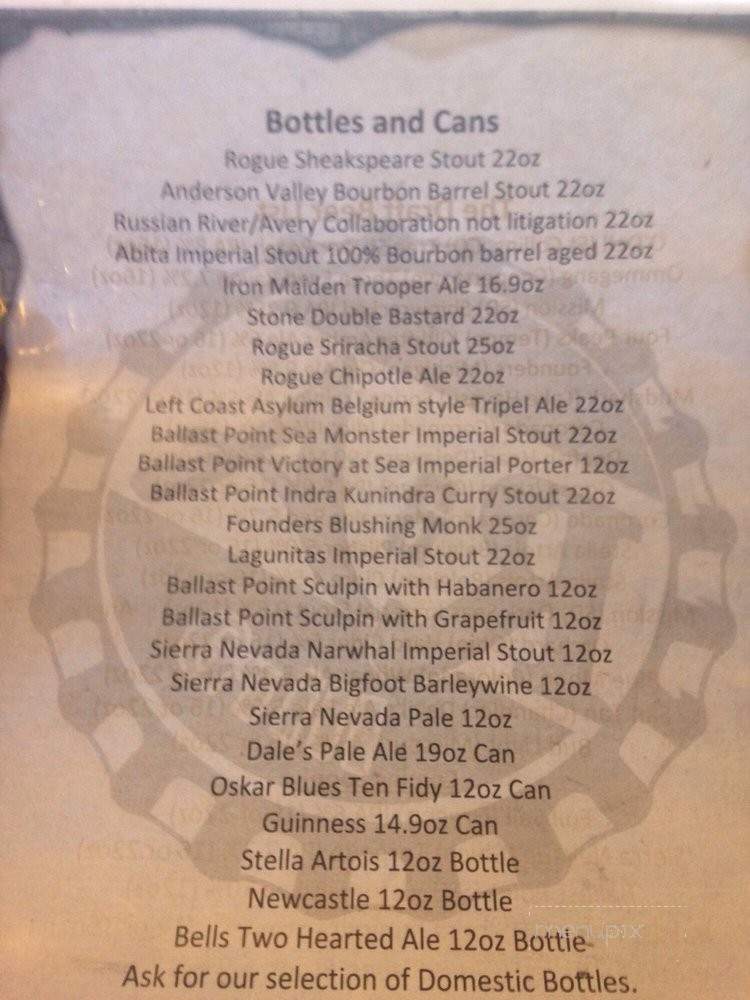 Bottles and Cans
Rogue Sheakspeare Stout 22oz
Anderson Valley Bourbon Barrel Stout 22oz
Russian River/Avery Collaboration not litigation 22oz
Abita Imperial Stout 100% Bourbon barrel aged 22oz
Iron Maiden Trooper Ale 16.9oz
Stone Double Bastard 22oz
Rogue Sriracha Stout 25oz
Rogue Chipotle Ale 22oz
Left Coast Asylum Belgium style Tripel Ale 22oz
Ballast Point Sea Monster Imperial Stout 22oz
Ballast Point Victory at Sea Imperial Porter 12oz
Ballast Point Indra Kunindra Curry Stout 22oz
Founders Blushing Monk 25oz
Lagunitas Imperial Stout 22oz
Ballast Point Sculpin with Habanero 12oz
Ballast Point Sculpin with Grapefruit 12oz
Sierra Nevada Narwhal Imperial Stout 12oz
Sierra Nevada Bigfoot Barleywine 12oz
Sierra Nevada Pale 12oz
Dale's Pale Ale 19oz Can
Oskar Blues Ten Fidy 12oz Can
Guinness 14.9oz Can
Stella Artois 12oz Bottle
Newcastle 12oz Bottle
menupix
Bells Two Hearted Ale 12oz Bottle
Ask for our selection of Domestic Bottles.